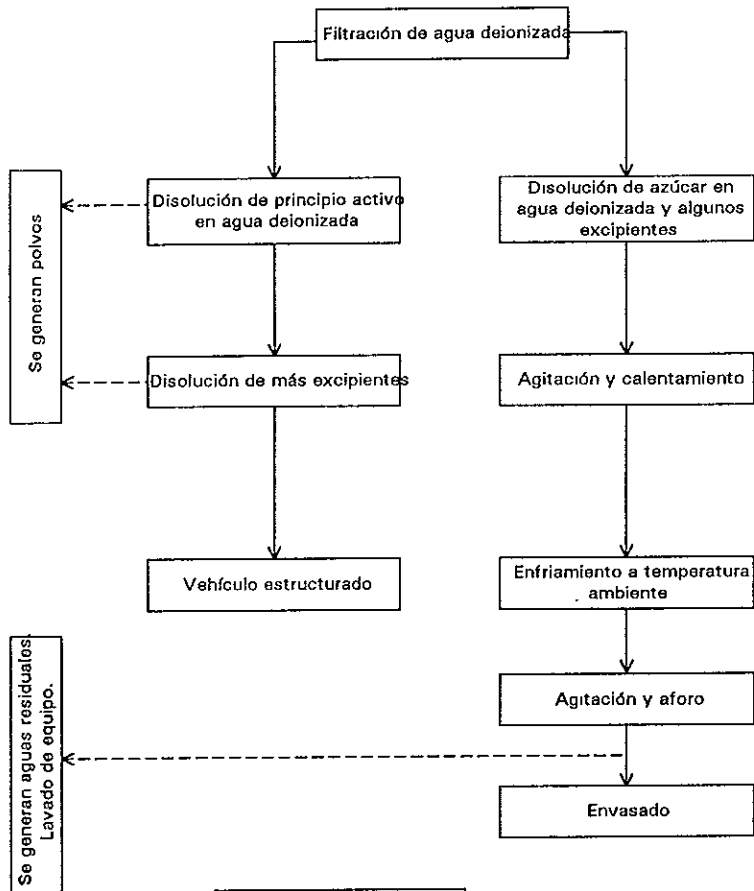 Filtración de agua deionizada
Disolución de principio activo
en agua deionizada
Disolución de azúcar en
agua deionizada y algunos
excipientes
Se generan polvos
Disolución de más excipientes
Agitación y calentamiento
Vehículo estructurado
Enfriamiento a temperatura
ambiente
Agitación y aforo
Se generan aguas residuales.
Lavado de equipo.
Envasado